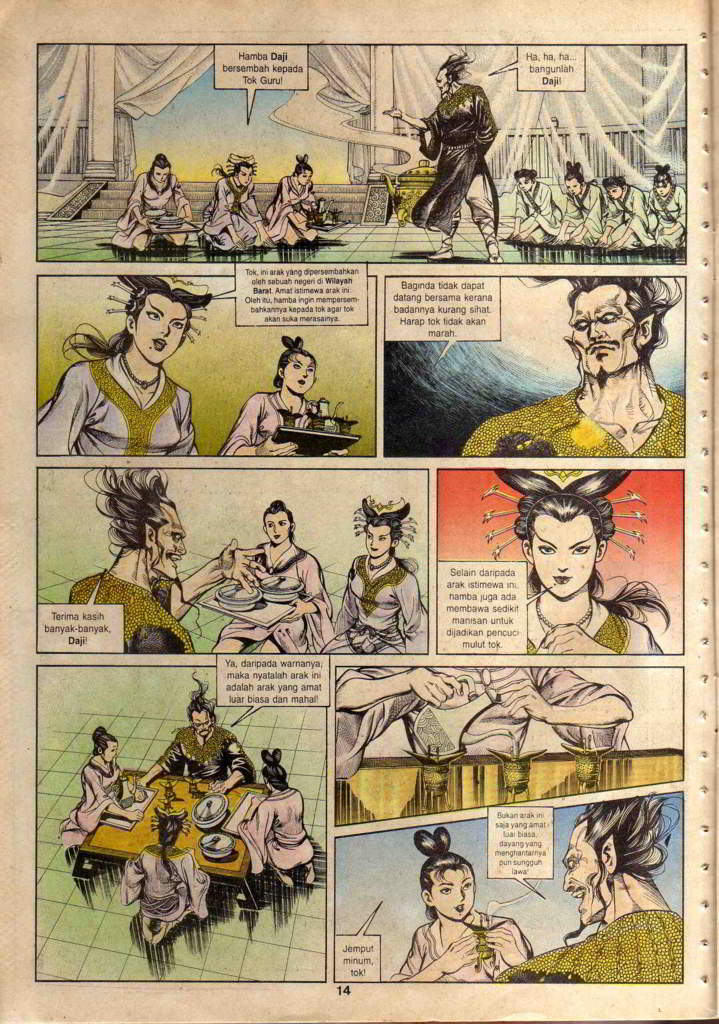 Hamba Daji
bersembah kepada
Tok Guru!
Ha, ha, ha...
bangunlah
Daji!
Tok, ini arak yang dipersembahkan
oleh sebuah negeri di Wilayah
Barat. Amat istimewa arak ini.
Oleh itu, hamba ingin mempersem-
bahkannya kepada tok agar tok
akan suka merasainya.
Baginda tidak dapat
datang bersama kerana
badannya kurang sihat.
Harap tok tidak akan
marah.
Terima kasih
banyak-banyak,
Daji!
Selain daripada
arak istimewa ini,
hamba juga ada
membawa sedikit
manisan untuk
dijadikan pencuci
mulut tok.
Ya, daripada warnanya,
maka nyatalah arak ini
adalah arak yang amat
luar biasa dan mahal!
Bukan arak ini
saja yang amat
luar biasa,
dayang yang
menghantarnya
pun sungguh
lawa!
Jemput
minum,
tok!
14